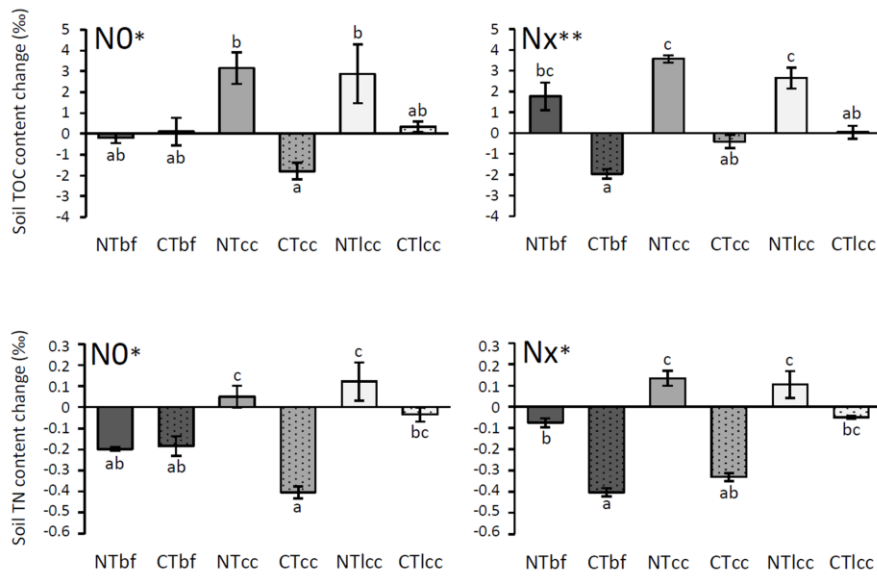 Soil TOC content change (‰)
N0*
5
4
3
2
1
0
-1
-2
-3
-4
ab
ab
b
a
b
ab
NTbf CTbf NTcc CTcc NTlcc CTlcc
Nx**
5
4
3
2
1
0
-1
-2
-3
-4
bc
a
c
ab
c
ab
NTbf CTbf NTcc CTcc NTlcc CTlcc
Soil TN content change (‰)
N0*
0.3
0.2
0.1
0
-0.1
-0.2
-0.3
-0.4
-0.5
-0.6
ab
ab
c
a
c
bc
NTbf CTbf NTcc CTcc NTlcc CTlcc
Nx*
0.3
0.2
0.1
0
-0.1
-0.2
-0.3
-0.4
-0.5
-0.6
b
a
c
ab
c
bc
NTbf CTbf NTcc CTcc NTlcc CTlcc